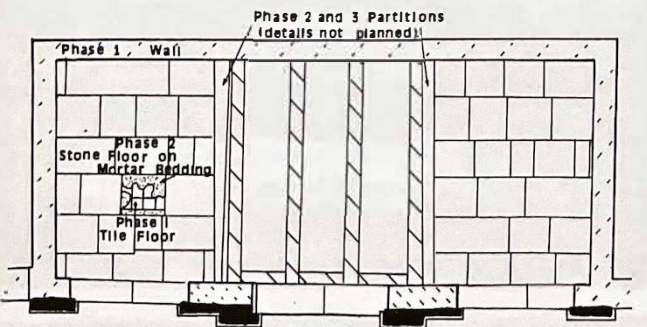 Phase 2 and 3 Partitions
(details not planned)
Phase 1 Wall
Phase 2
Stone Floor on
Mortar Bedding
Phase 1
Tile Floor